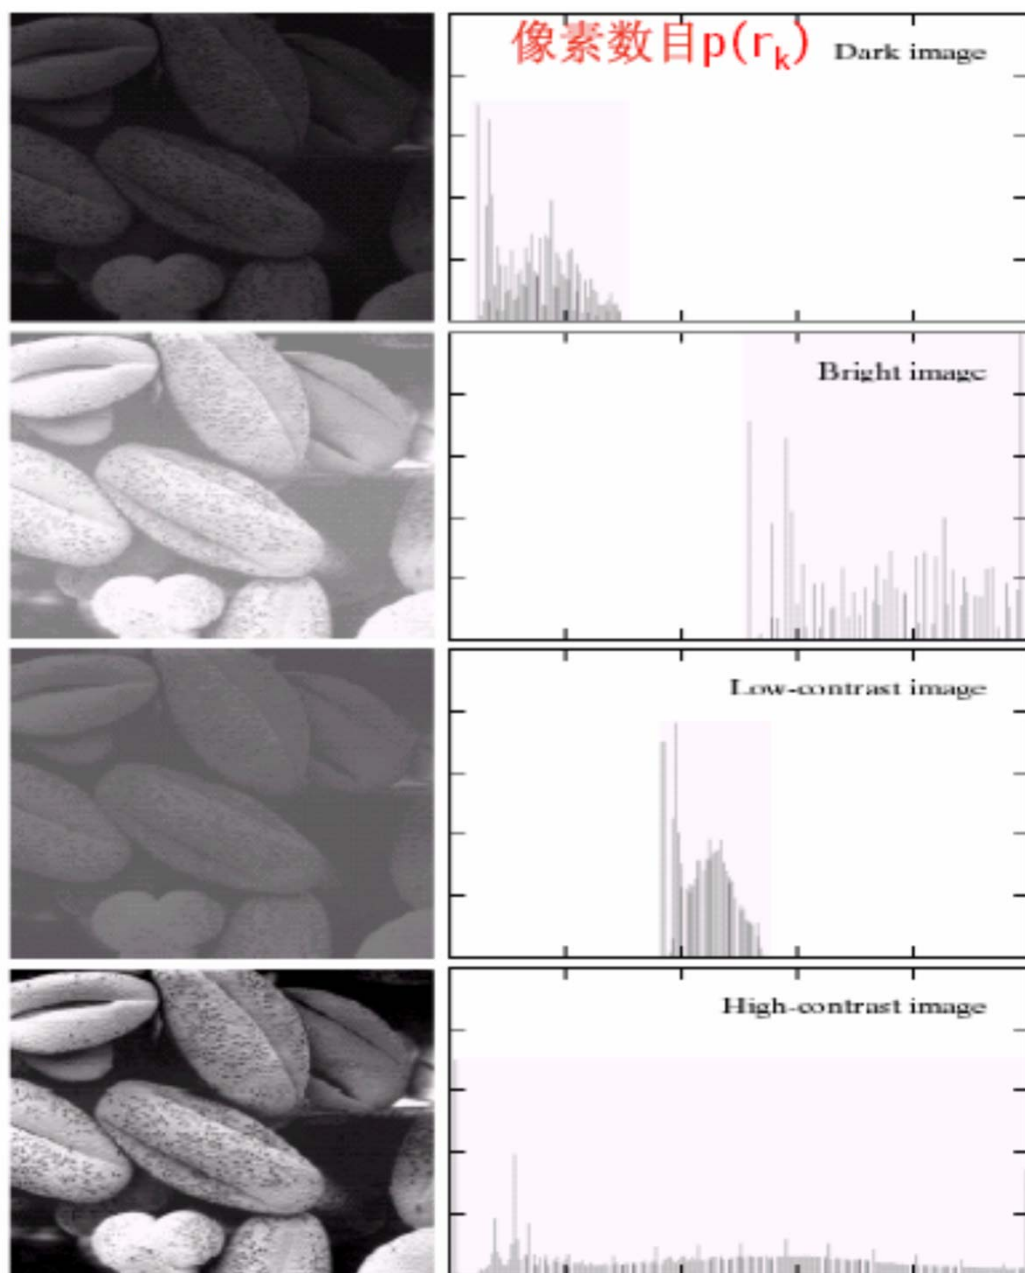 像素数目p(rₖ)
Dark image
Bright image
Low-contrast image
High-contrast image